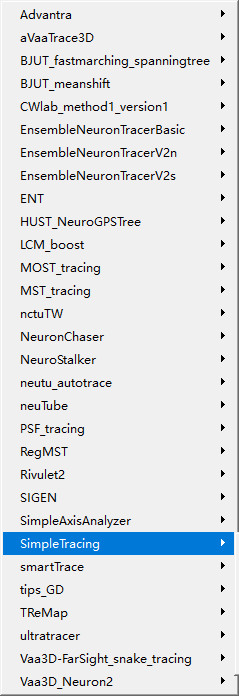 Advantra
aVaaTrace3D
BJUT_fastmarching_spanningtree
BJUT_meanshift
CWlab_method1_version1
EnsembleNeuronTracerBasic
EnsembleNeuronTracerV2n
EnsembleNeuronTracerV2s
ENT
HUST_NeuroGPSTree
LCM_boost
MOST_tracing
MST_tracing
nctuTW
NeuronChaser
NeuroStalker
neutu_autotrace
neuTube
PSF_tracing
RegMST
Rivulet2
SIGEN
SimpleAxisAnalyzer
SimpleTracing
smartTrace
tips_GD
TReMap
ultratracer
Vaa3D-FarSight_snake_tracing
Vaa3D_Neuron2